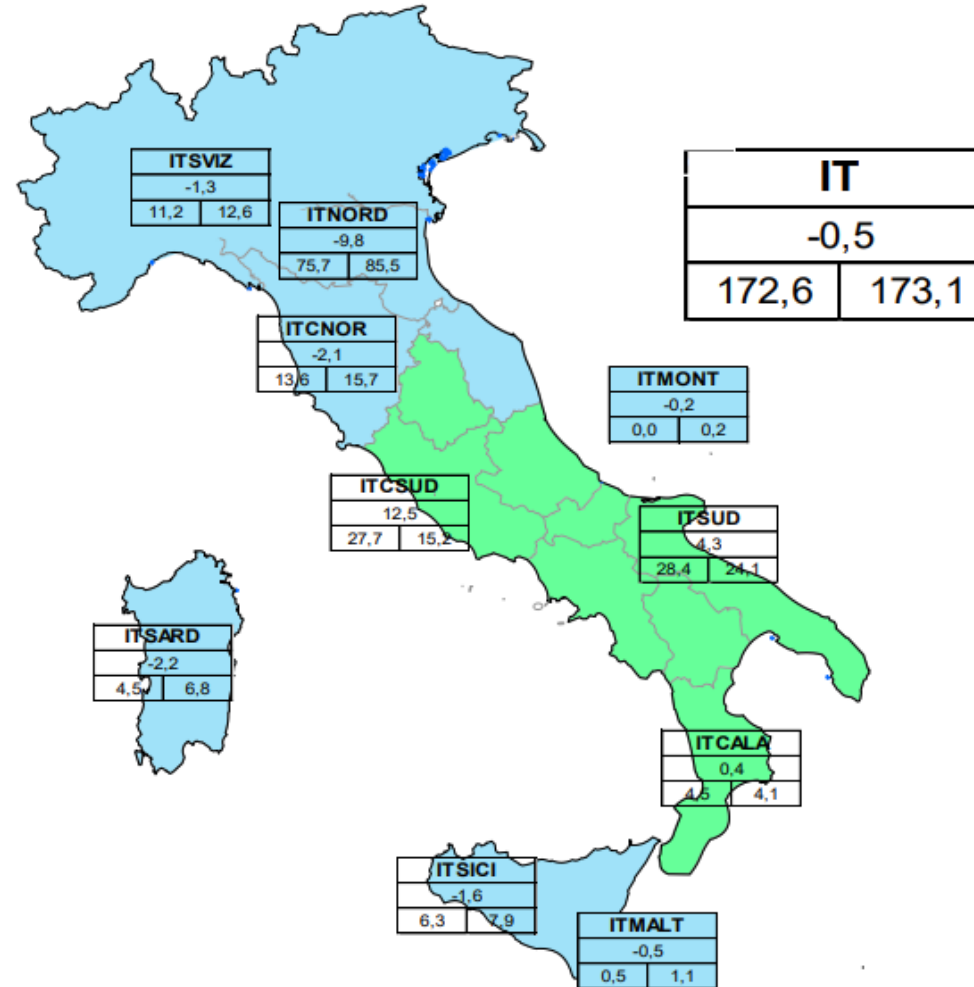 ITSVIZ
-1,3
11,2 12,6
IT
-0,5
172,6 173,1
ITNORD
-9,8
75,7 85,5
ITCNOR
-2,1
13,6 15,7
ITMONT
-0,2
0,0 0,2
ITCSUD
12,5
27,7 15,2
ITSUD
4,3
28,4 24,1
ITSARD
-2,2
4,5 6,8
ITCALA
0,4
4,5 4,1
ITSICI
-1,6
6,3 7,9
ITMALT
-0,5
0,5 1,1